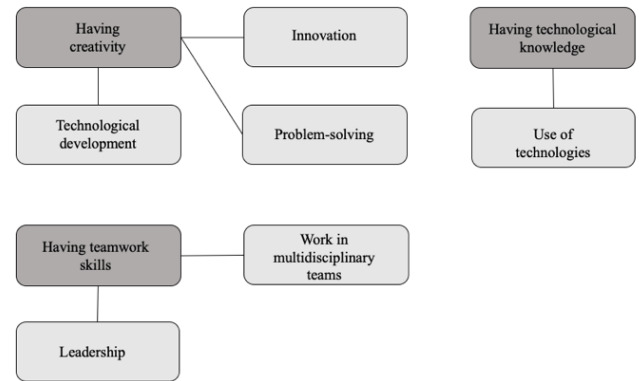 Having
creativity
Innovation
Having technological
knowledge
Technological
development
Problem-solving
Use of
technologies
Having teamwork
skills
Work in
multidisciplinary
teams
Leadership